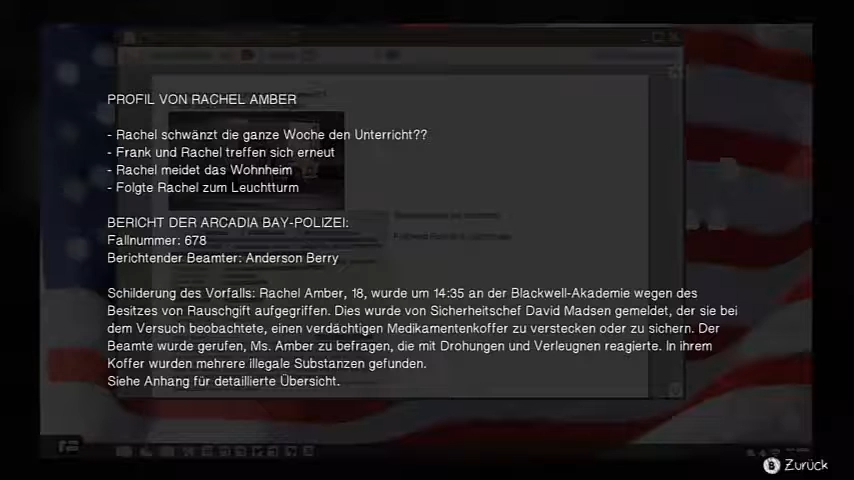 PROFIL VON RACHEL AMBER
- Rachel schwänzt die ganze Woche den Unterricht??
- Frank und Rachel treffen sich erneut
- Rachel meidet das Wohnheim
- Folgte Rachel zum Leuchtturm
BERICHT DER ARCADIA BAY-POLIZEI:
Fallnummer: 678
Berichtender Beamter: Anderson Berry
Schilderung des Vorfalls: Rachel Amber, 18, wurde um 14:35 an der Blackwell-Akademie wegen des
Besitzes von Rauschgift aufgegriffen. Dies wurde von Sicherheitschef David Madsen gemeldet, der sie bei
dem Versuch beobachtete, einen verdächtigen Medikamentenkoffer zu verstecken oder zu sichern. Der
Beamte wurde gerufen, Ms. Amber zu befragen, die mit Drohungen und Verleugnen reagierte. In ihrem
Koffer wurden mehrere illegale Substanzen gefunden.
Siehe Anhang für detaillierte Übersicht.
B Zurück